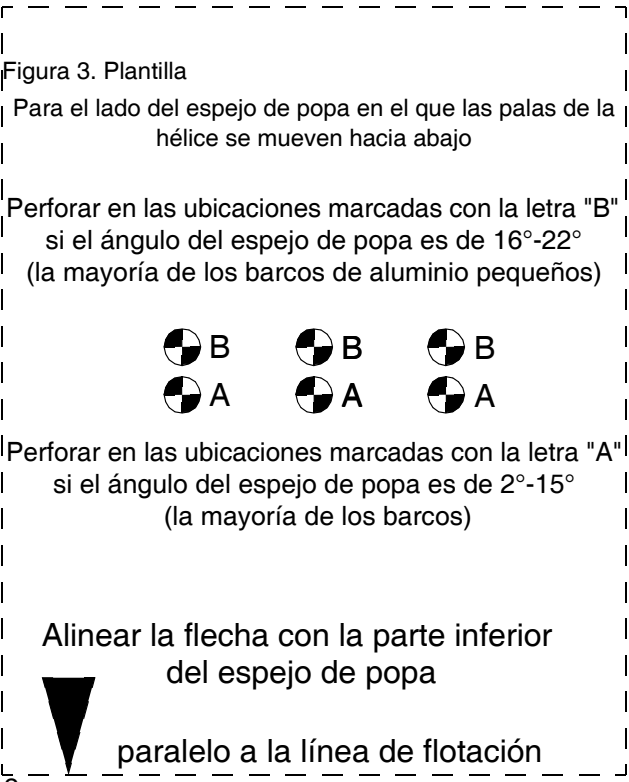 Figura 3. Plantilla
Para el lado del espejo de popa en el que las palas de la
hélice se mueven hacia abajo
Perforar en las ubicaciones marcadas con la letra "B"
si el ángulo del espejo de popa es de 16°-22°
(la mayoría de los barcos de aluminio pequeños)
B B B
A A A
Perforar en las ubicaciones marcadas con la letra "A"
si el ángulo del espejo de popa es de 2°-15°
(la mayoría de los barcos)
Alinear la flecha con la parte inferior
del espejo de popa
paralelo a la línea de flotación